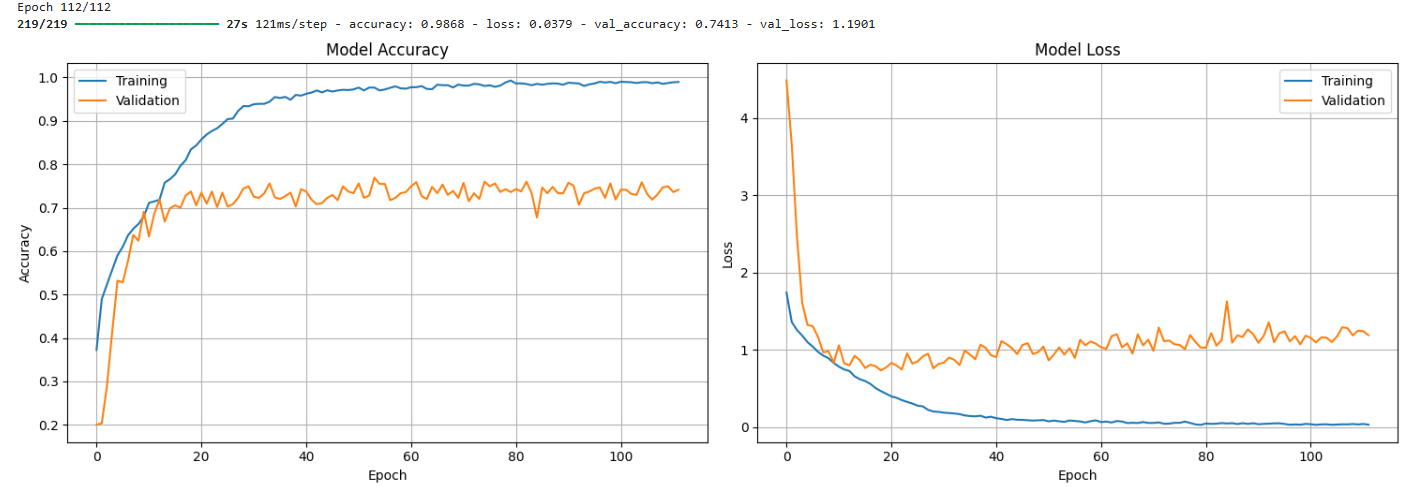 Epoch 112/112
219/219 ━━━━━━━━━━━━━━━━━━━━ 27s 121ms/step - accuracy: 0.9868 - loss: 0.0379 - val_accuracy: 0.7413 - val_loss: 1.1901
Model Accuracy
Training
Validation
1.0
0.9
0.8
0.7
0.6
0.5
0.4
0.3
0.2
Accuracy
0 20 40 60 80 100
Epoch
Model Loss
Training
Validation
4
3
2
1
0
Loss
0 20 40 60 80 100
Epoch